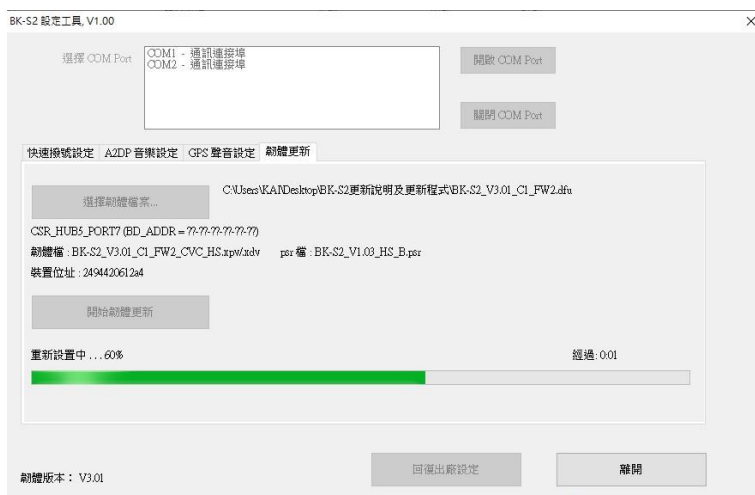 BK-S2 設定工具, V1.00
選擇 COM Port
COM1 - 通訊連接埠
COM2 - 通訊連接埠
開啟 COM Port
關閉 COM Port
快速撥號設定 A2DP 音樂設定 GPS 聲音設定 韌體更新
選擇韌體檔案...
C:\Users\KAI\Desktop\BK-S2更新說明及更新程式\BK-S2_V3.01_C1_FW2.dfu
CSR_HUB5_PORT7 (BD_ADDR = ??-??-??-??-??-??)
韌體檔 : BK-S2_V3.01_C1_FW2_CVC_HS.xpv/.xdv psr 檔 : BK-S2_V1.03_HS_B.psr
裝置位址 : 2494420612a4
開始韌體更新
重新設置中 . . . 60% 經過: 0:01
韌體版本： V3.01
回復出廠設定
離開